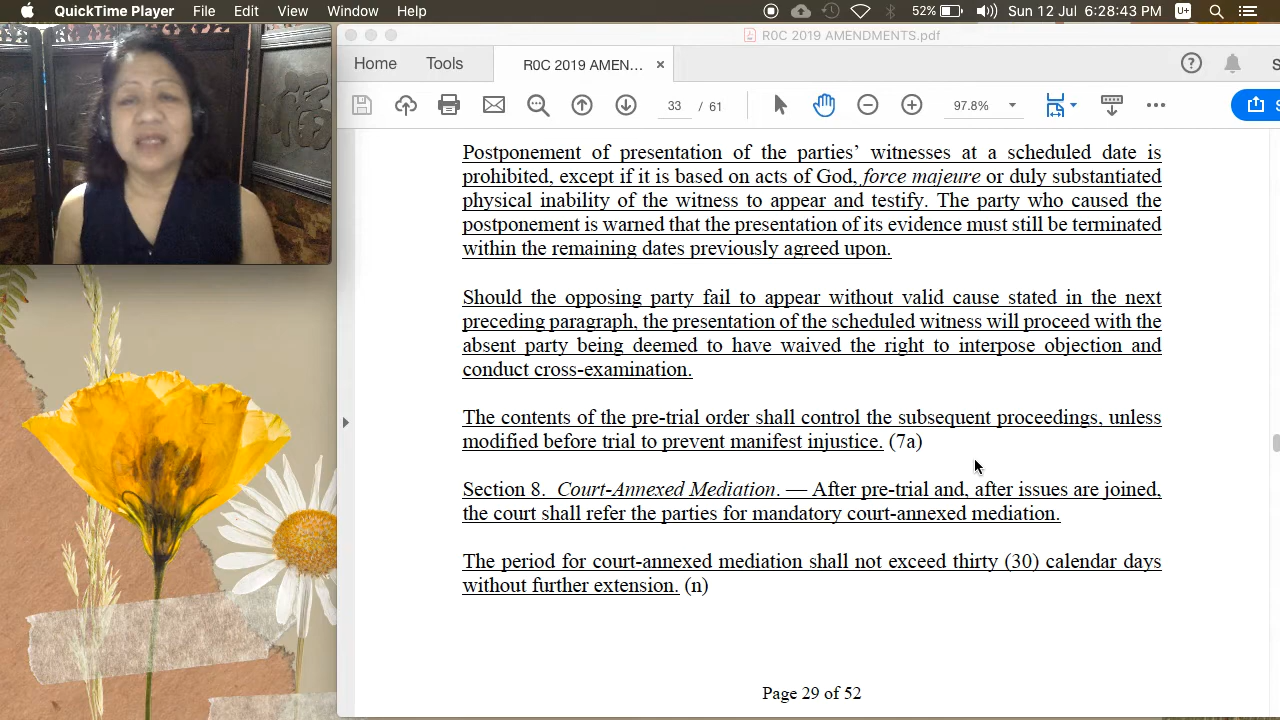 QuickTime Player File Edit View Window Help 52% Sun 12 Jul 6:28:43 PM U+
R0C 2019 AMENDMENTS.pdf
Home Tools R0C 2019 AMEN... × ? S
33 / 61 97.8% S
Postponement of presentation of the parties’ witnesses at a scheduled date is
prohibited, except if it is based on acts of God, force majeure or duly substantiated
physical inability of the witness to appear and testify. The party who caused the
postponement is warned that the presentation of its evidence must still be terminated
within the remaining dates previously agreed upon.
Should the opposing party fail to appear without valid cause stated in the next
preceding paragraph, the presentation of the scheduled witness will proceed with the
absent party being deemed to have waived the right to interpose objection and
conduct cross-examination.
The contents of the pre-trial order shall control the subsequent proceedings, unless
modified before trial to prevent manifest injustice. (7a)
Section 8. Court-Annexed Mediation. — After pre-trial and, after issues are joined,
the court shall refer the parties for mandatory court-annexed mediation.
The period for court-annexed mediation shall not exceed thirty (30) calendar days
without further extension. (n)
Page 29 of 52
福